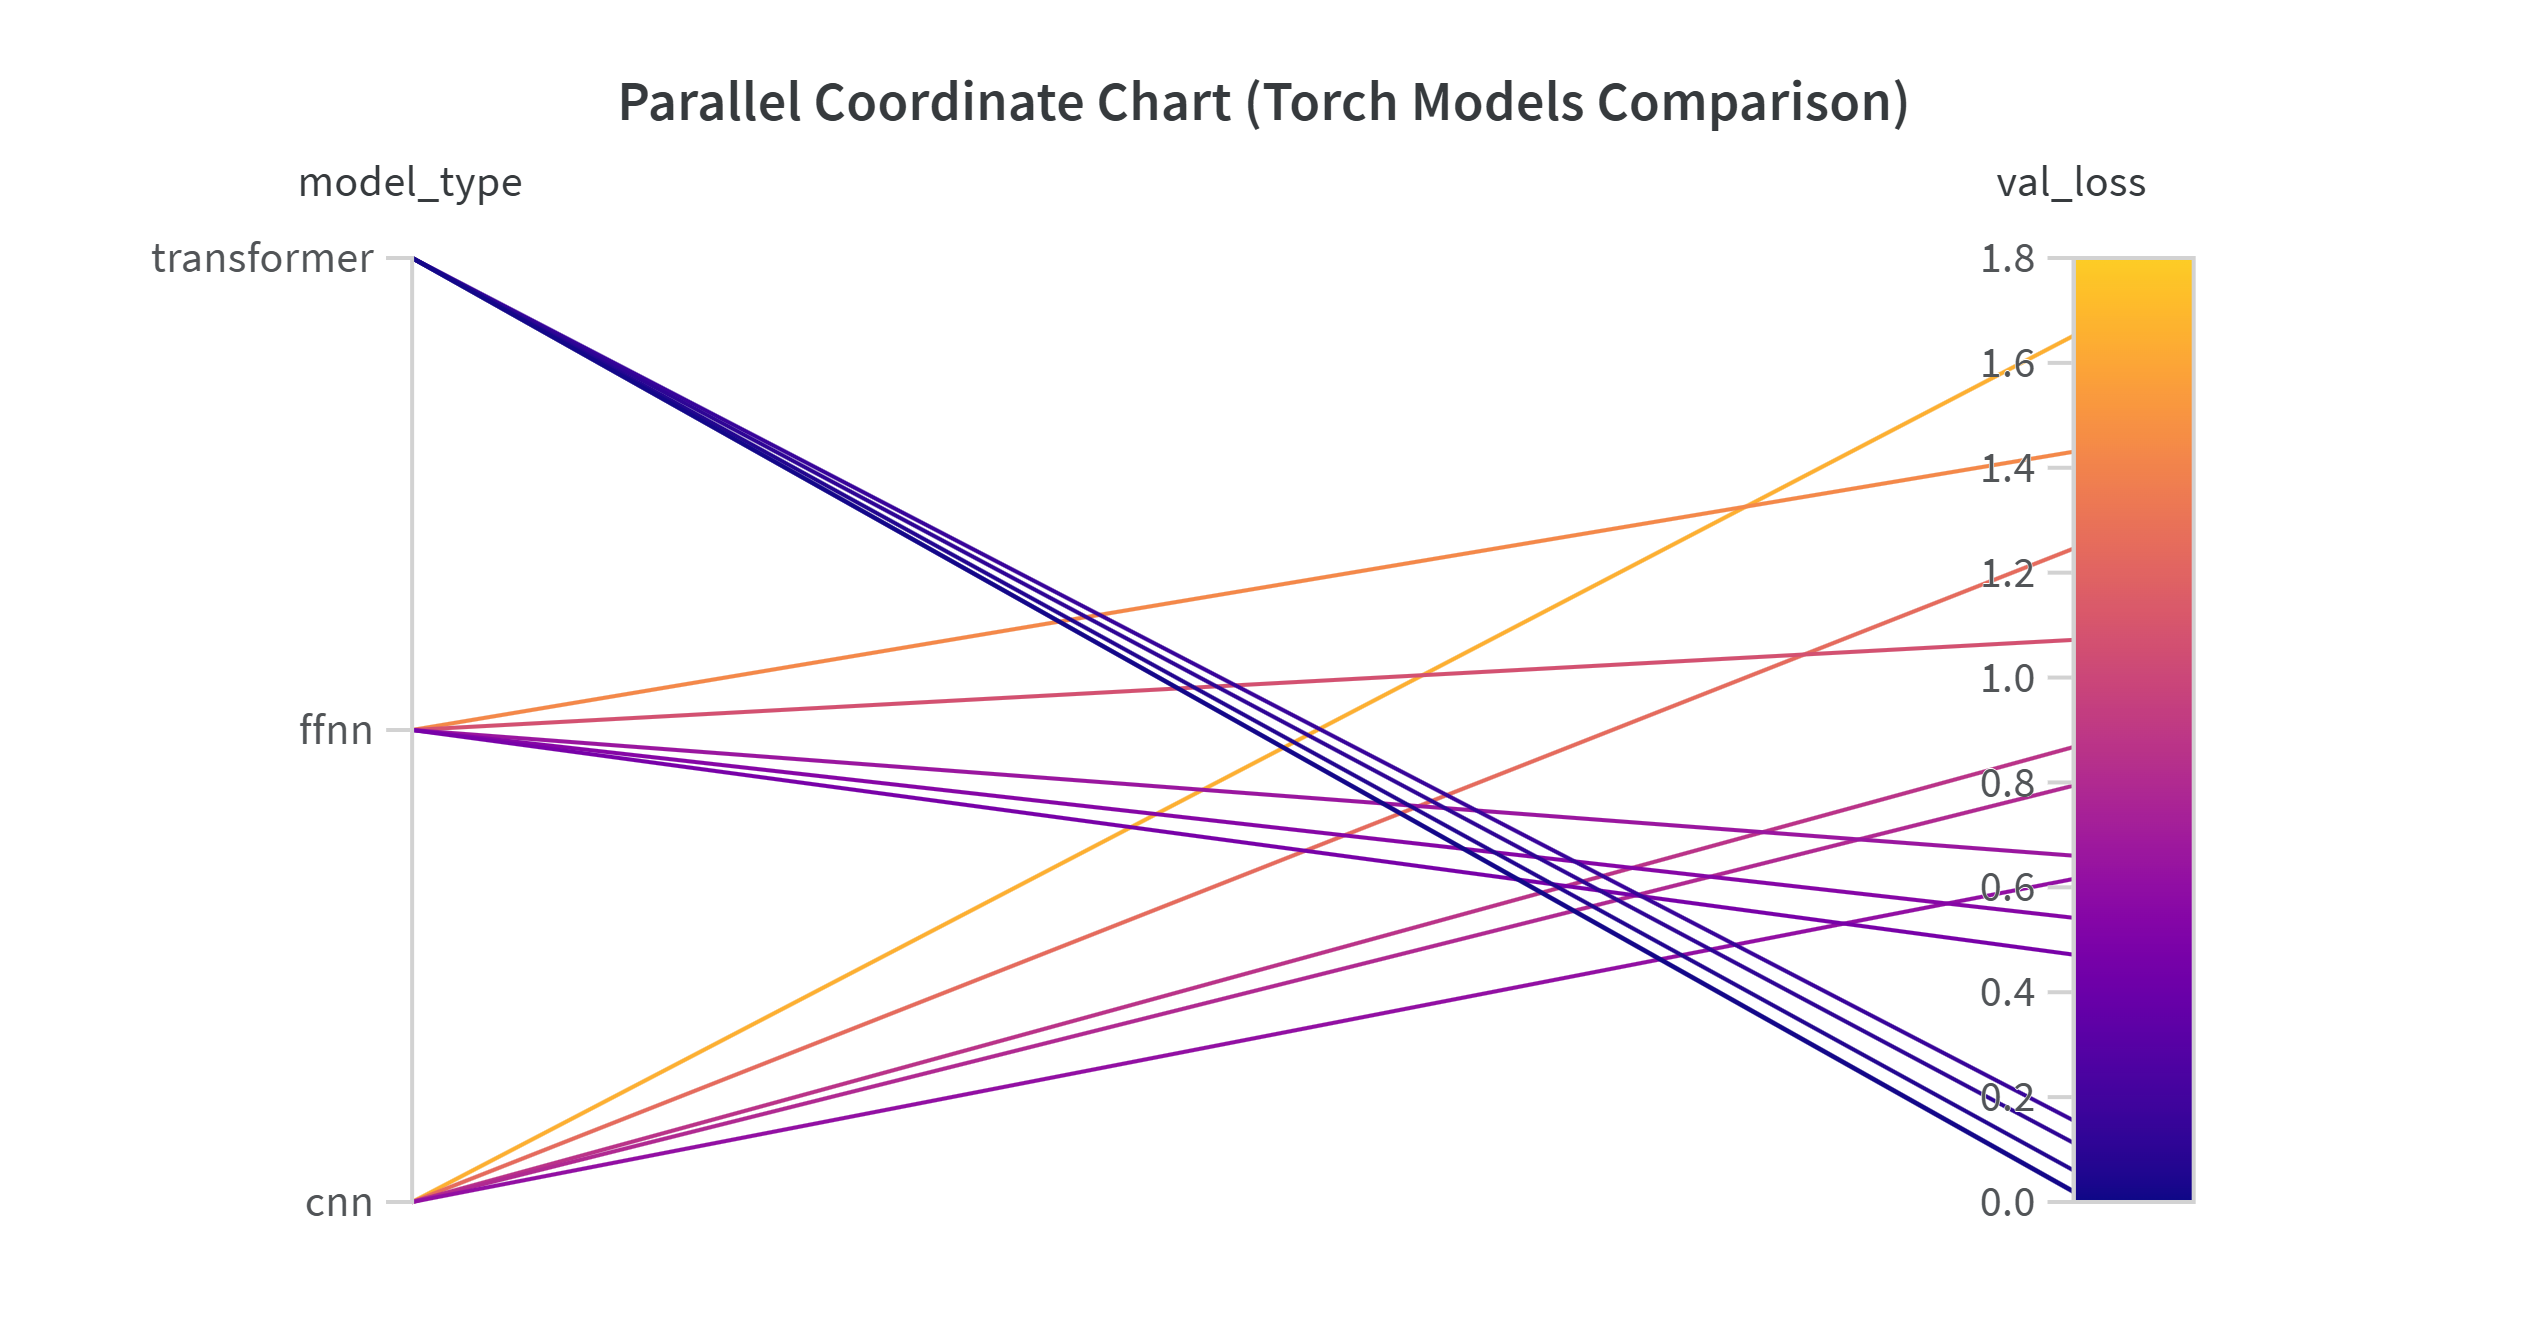 Parallel Coordinate Chart (Torch Models Comparison)
model_type
val_loss
transformer
ffnn
cnn
1.8
1.6
1.4
1.2
1.0
0.8
0.6
0.4
0.2
0.0